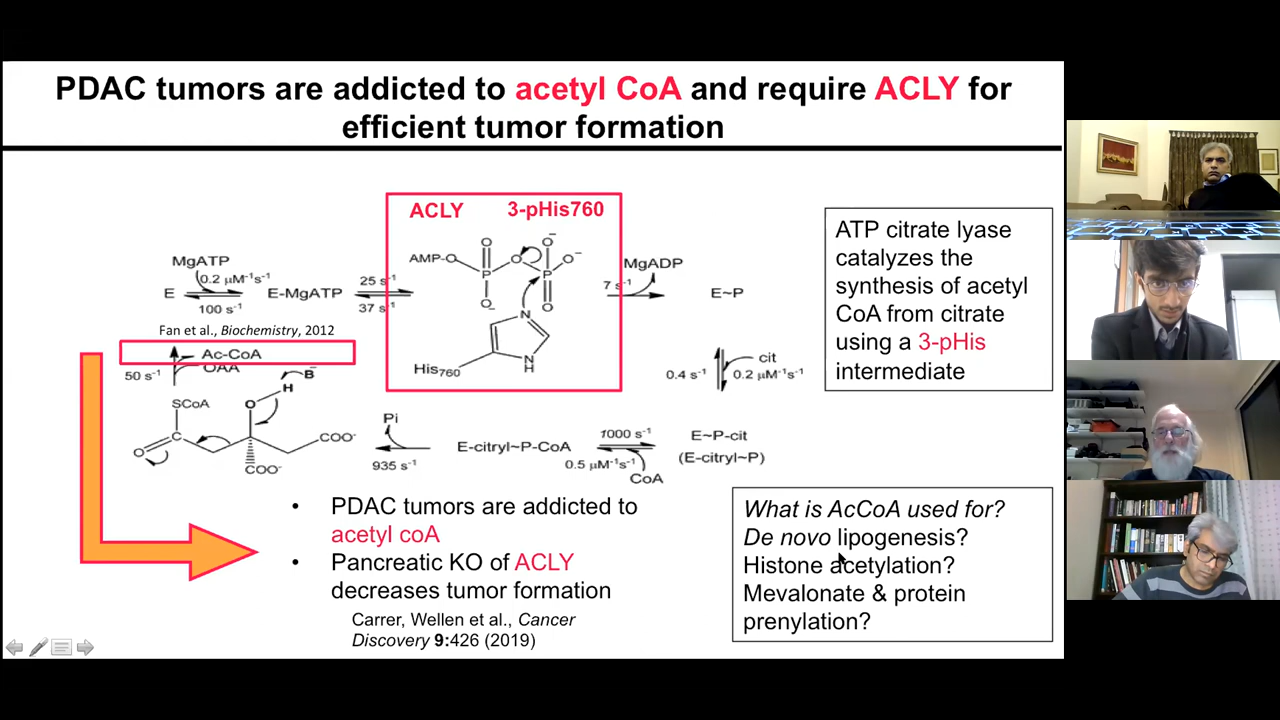 PDAC tumors are addicted to acetyl CoA and require ACLY for
efficient tumor formation
ACLY 3-pHis760
AMP-O P O P O O⁻ O⁻ O O⁻
N
N
H
His₇₆₀
MgATP
0.2 µM⁻¹s⁻¹
E
100 s⁻¹
E-MgATP
25 s⁻¹
37 s⁻¹
7 s⁻¹
MgADP
E~P
Fan et al., Biochemistry, 2012
Ac-CoA
OAA
50 s⁻¹
B⁻
H
O
SCoA
O
COO⁻
COO⁻
Pi
935 s⁻¹
E-citryl~P-CoA
1000 s⁻¹
0.5 µM⁻¹s⁻¹
CoA
E~P-cit
(E-citryl~P)
0.4 s⁻¹
cit
0.2 µM⁻¹s⁻¹
ATP citrate lyase
catalyzes the
synthesis of acetyl
CoA from citrate
using a 3-pHis
intermediate
• PDAC tumors are addicted to
acetyl coA
• Pancreatic KO of ACLY
decreases tumor formation
Carrer, Wellen et al., Cancer
Discovery 9:426 (2019)
What is AcCoA used for?
De novo lipogenesis?
Histone acetylation?
Mevalonate & protein
prenylation?